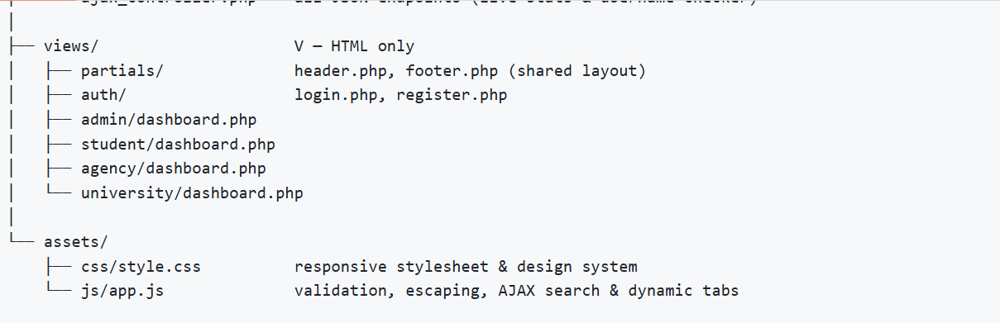 │
├── views/                     V — HTML only
│   ├── partials/              header.php, footer.php (shared layout)
│   ├── auth/                  login.php, register.php
│   ├── admin/dashboard.php
│   ├── student/dashboard.php
│   ├── agency/dashboard.php
│   └── university/dashboard.php
│
└── assets/
    ├── css/style.css          responsive stylesheet & design system
    └── js/app.js              validation, escaping, AJAX search & dynamic tabs